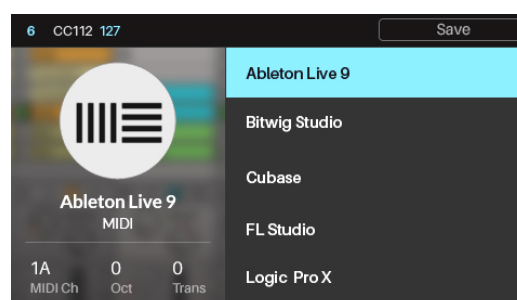 6 CC112 127 Save
Ableton Live 9
MIDI
1A 0 0
MIDI Ch Oct Trans
Ableton Live 9
Bitwig Studio
Cubase
FL Studio
Logic Pro X